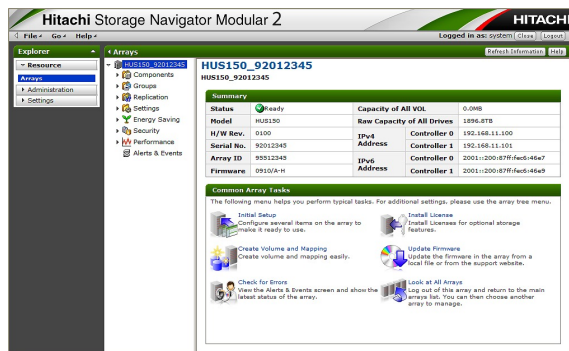 Hitachi Storage Navigator Modular 2
HITACHI
File Go Help
Logged in as: system Close Logout
Explorer
Arrays
Refresh Information Help
Resource
Arrays
Administration
Settings
HUS150_92012345
Components
Groups
Replication
Settings
Energy Saving
Security
Performance
Alerts & Events
HUS150_92012345
HUS150_92012345
Summary
Status Ready Capacity of All VOL 0.0MB
Model HUS150 Raw Capacity of All Drives 1896.8TB
H/W Rev. 0100 IPv4 Address Controller 0 192.168.11.100
Serial No. 92012345 Controller 1 192.168.11.101
Array ID 95512345 IPv6 Address Controller 0 2001::200:87ff:fec6:46e7
Firmware 0910/A-H Controller 1 2001::200:87ff:fec6:46e9
Common Array Tasks
The following menu helps you perform typical tasks. For additional settings, please use the array tree menu.
Initial Setup
Configure several items on the array to
make it ready to use.
Install License
Install Licenses for optional storage
features.
Create Volume and Mapping
Create volume and mapping easily.
Update Firmware
Update the firmware in the array from a
local file or from the support website.
Check for Errors
View the Alerts & Events screen and show the
latest status of the array.
Look at All Arrays
Log out of this array and return to the main
arrays list. You can then choose another
array to manage.